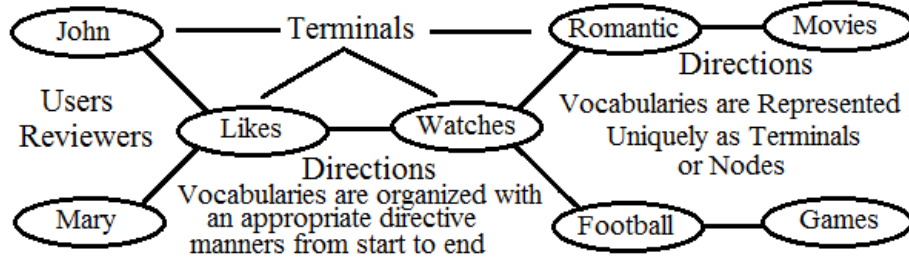 John
Terminals
Romantic
Movies
Directions
Users
Reviewers
Vocabularies are Represented
Uniquely as Terminals
or Nodes
Likes
Watches
Directions
Vocabularies are organized with
an appropriate directive
manners from start to end
Mary
Football
Games